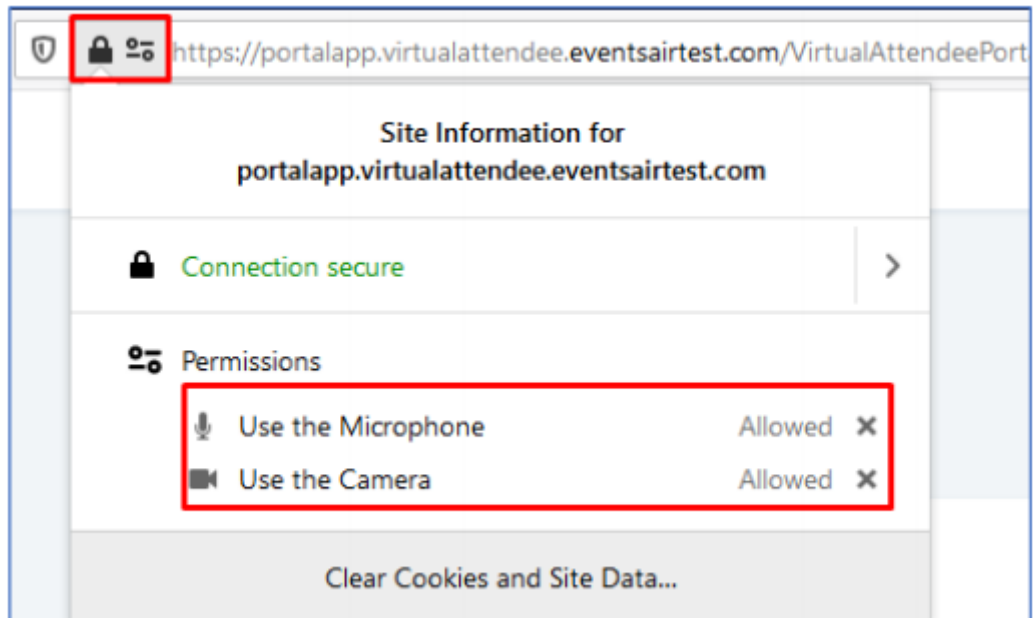 https://portalapp.virtualattendee.eventsairtest.com/VirtualAttendeePort
Site Information for
portalapp.virtualattendee.eventsairtest.com
Connection secure
Permissions
Use the Microphone Allowed
Use the Camera Allowed
Clear Cookies and Site Data...